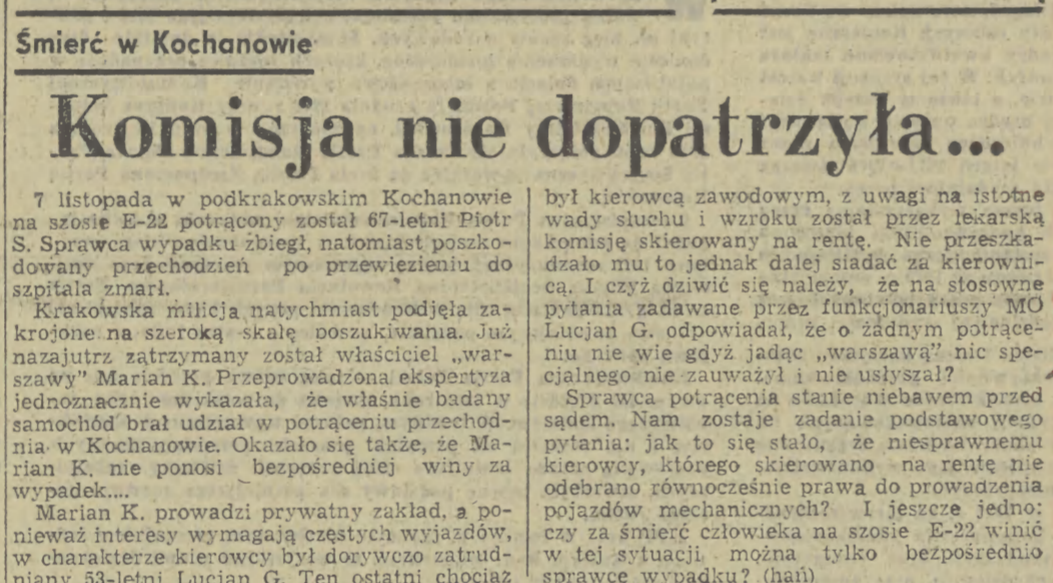 Śmierć w Kochanowie
Komisja nie dopatrzyła...
7 listopada w podkrakowskim Kochanowie
na szosie E-22 potrącony został 67-letni Piotr
S. Sprawca wypadku zbiegł, natomiast poszko-
dowany przechodzień po przewiezieniu do
szpitala zmarł.
Krakowska milicja natychmiast podjęła za-
krojone na szeroką skalę poszukiwania. Już
nazajutrz zatrzymany został właściciel „war-
szawy” Marian K. Przeprowadzona ekspertyza
jednoznacznie wykazała, że właśnie badany
samochód brał udział w potrąceniu przechod-
nia w Kochanowie. Okazało się także, że Ma-
rian K. nie ponosi bezpośredniej winy za
wypadek....
Marian K. prowadzi prywatny zakład, a po-
nieważ interesy wymagają częstych wyjazdów,
w charakterze kierowcy był dorywczo zatrud-
niany 53-letni Lucjan G. Ten ostatni chociaż
był kierowcą zawodowym, z uwagi na istotne
wady słuchu i wzroku został przez lekarską
komisję skierowany na rentę. Nie przeszka-
dzało mu to jednak dalej siadać za kierowni-
cą. I czyż dziwić się należy, że na stosowne
pytania zadawane przez funkcjonariuszy MO
Lucjan G. odpowiadał, że o żadnym potrące-
niu nie wie gdyż jadąc „warszawą” nic spe-
cjalnego nie zauważył i nie usłyszał?
Sprawca potrącenia stanie niebawem przed
sądem. Nam zostaje zadanie podstawowego
pytania: jak to się stało, że niesprawnemu
kierowcy, którego skierowano na rentę nie
odebrano równocześnie prawa do prowadzenia
pojazdów mechanicznych? I jeszcze jedno:
czy za śmierć człowieka na szosie E-22 winić
w tej sytuacji można tylko bezpośrednio
sprawcę wypadku? (hań)